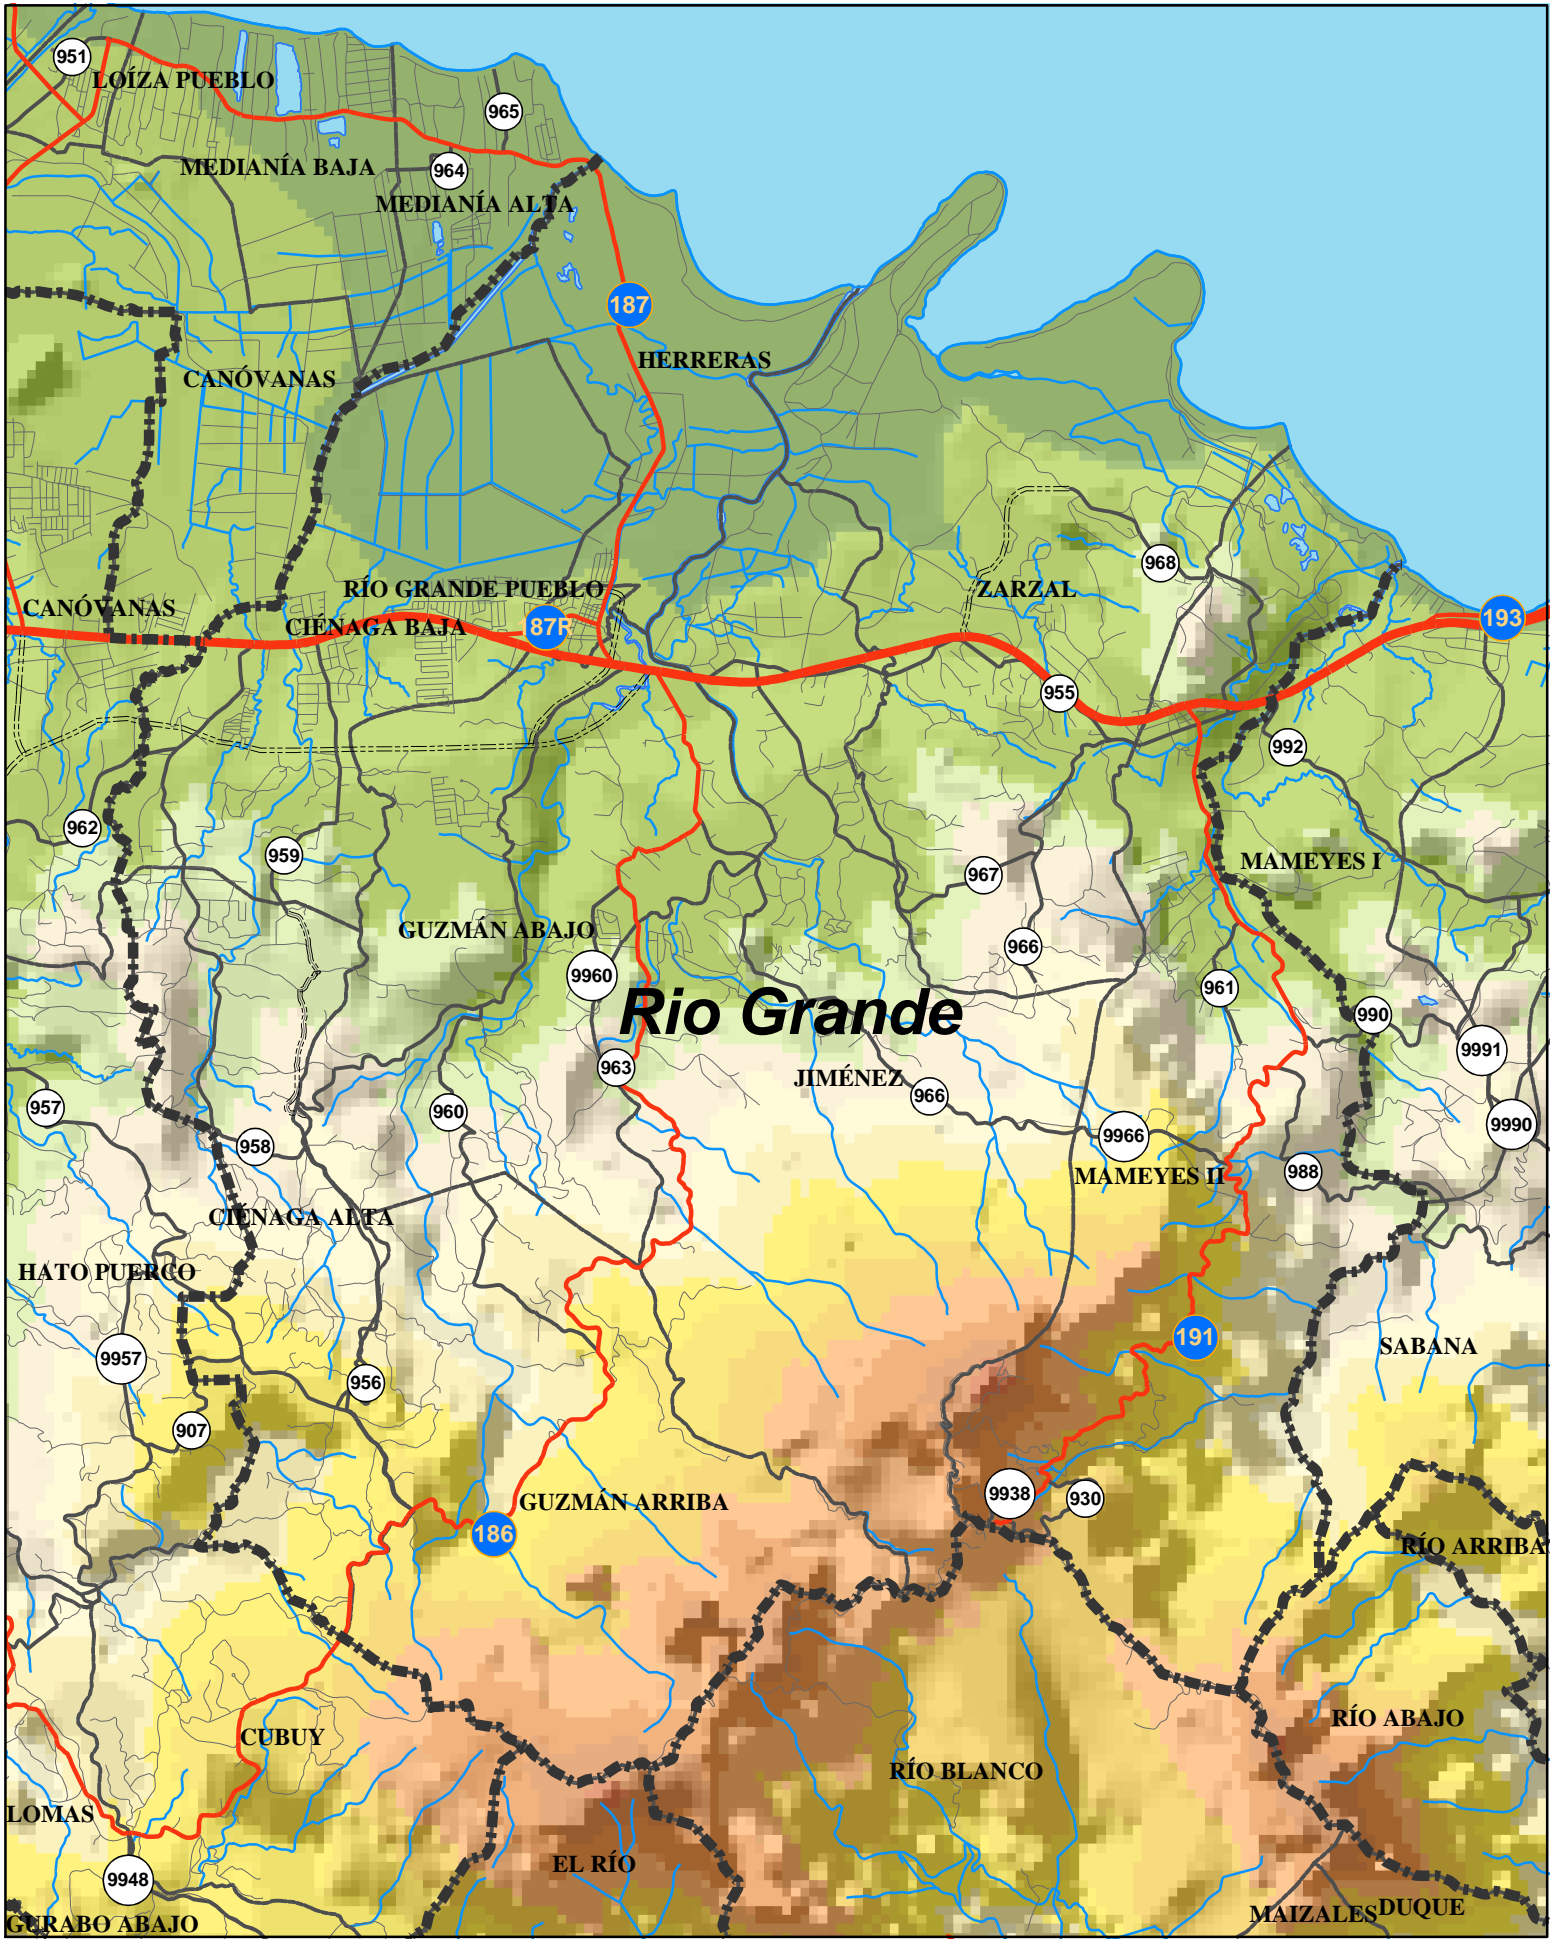 951
LOÍZA PUEBLO
965
MEDIANÍA BAJA
964
MEDIANÍA ALTA
187
HERRERAS
CANÓVANAS
968
RÍO GRANDE PUEBLO
ZARZAL
CANÓVANAS
CIÉNAGA BAJA
87R
193
955
992
962
959
MAMEYES I
967
GUZMÁN ABAJO
966
9960
961
Rio Grande
990
9991
963
JIMÉNEZ
966
957
960
9990
9966
958
988
MAMEYES II
CIÉNAGA ALTA
HATO PUERCO
191
SABANA
9957
956
907
9938
930
GUZMÁN ARRIBA
186
RÍO ARRIBA
RÍO ABAJO
CUBUY
RÍO BLANCO
LOMAS
EL RÍO
9948
DUQUE
MAIZALES
GURABO ABAJO